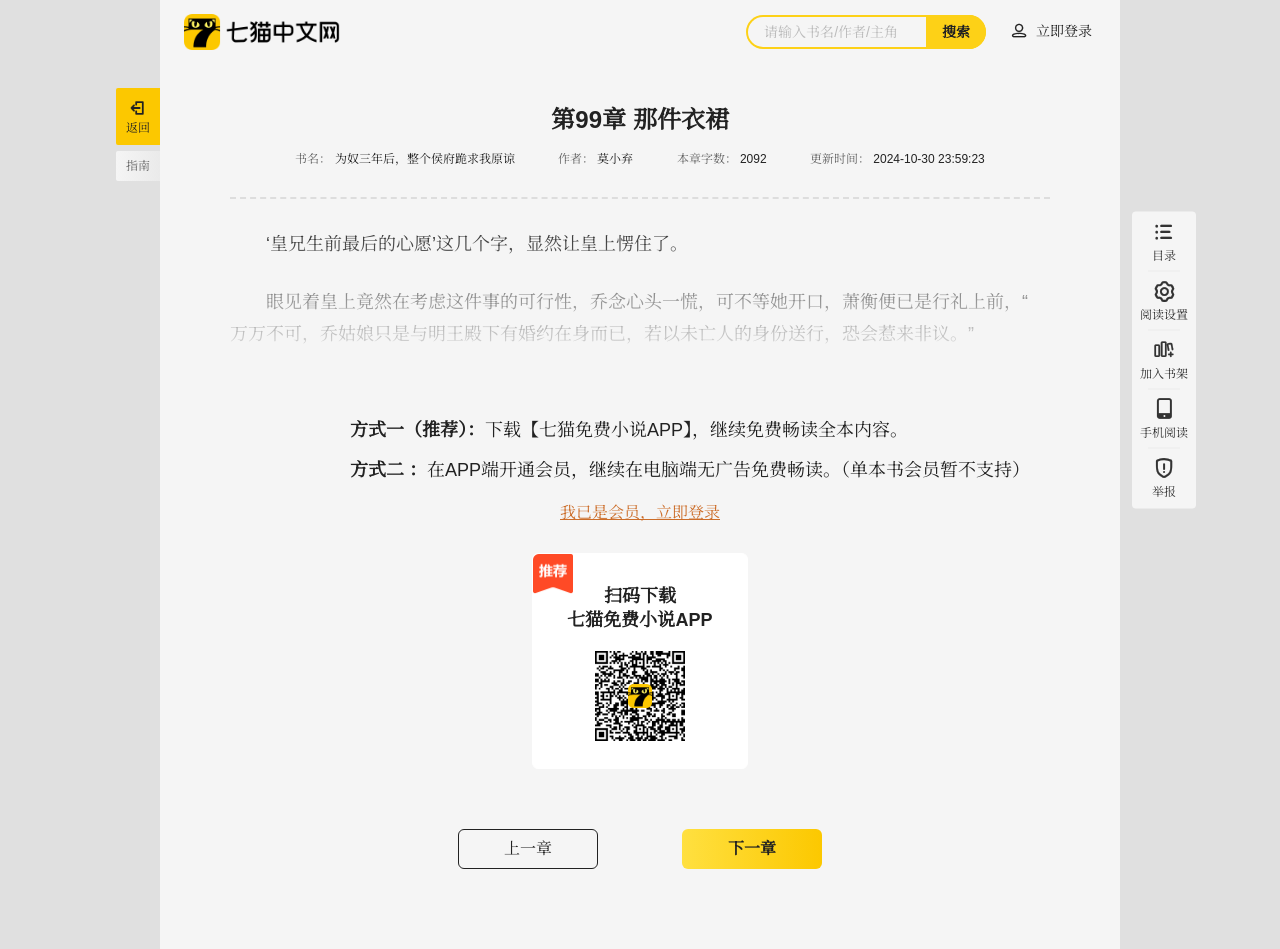 七猫中文网
请输入书名/作者/主角
搜索
立即登录
返回
指南
第99章 那件衣裙
书名： 为奴三年后，整个侯府跪求我原谅 作者： 莫小弃 本章字数： 2092 更新时间： 2024-10-30 23:59:23
‘皇兄生前最后的心愿’这几个字，显然让皇上愣住了。
眼见着皇上竟然在考虑这件事的可行性，乔念心头一慌，可不等她开口，萧衡便已是行礼上前，“
万万不可，乔姑娘只是与明王殿下有婚约在身而已，若以未亡人的身份送行，恐会惹来非议。”
方式一（推荐）：下载【七猫免费小说APP】，继续免费畅读全本内容。
方式二 ：在APP端开通会员，继续在电脑端无广告免费畅读。（单本书会员暂不支持）
我已是会员，立即登录
推荐
扫码下载
七猫免费小说APP
上一章
下一章
目录
阅读设置
加入书架
手机阅读
举报